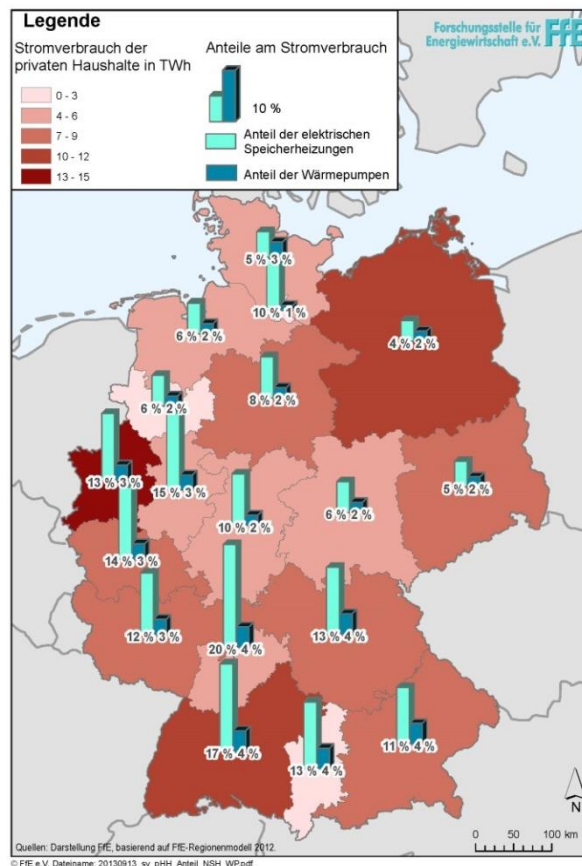 Legende
Stromverbrauch der
privaten Haushalte in TWh
0 - 3
4 - 6
7 - 9
10 - 12
13 - 15
Anteile am Stromverbrauch
10 %
Anteil der elektrischen
Speicherheizungen
Anteil der Wärmepumpen
Forschungsstelle für
Energiewirtschaft e.V. FfE
5 % 3 %
10 % 1 %
6 % 2 %
4 % 2 %
8 % 2 %
6 % 2 %
13 % 3 %
15 % 3 %
5 % 2 %
10 % 2 %
6 % 2 %
14 % 3 %
12 % 3 %
20 % 4 %
13 % 4 %
17 % 4 %
13 % 4 %
11 % 4 %
N
0 50 100 km
Quellen: Darstellung FfE, basierend auf FfE-Regionenmodell 2012.
© FfE e.V. Dateiname: 20130913_sv_pHH_Anteil_NSH_WP.pdf